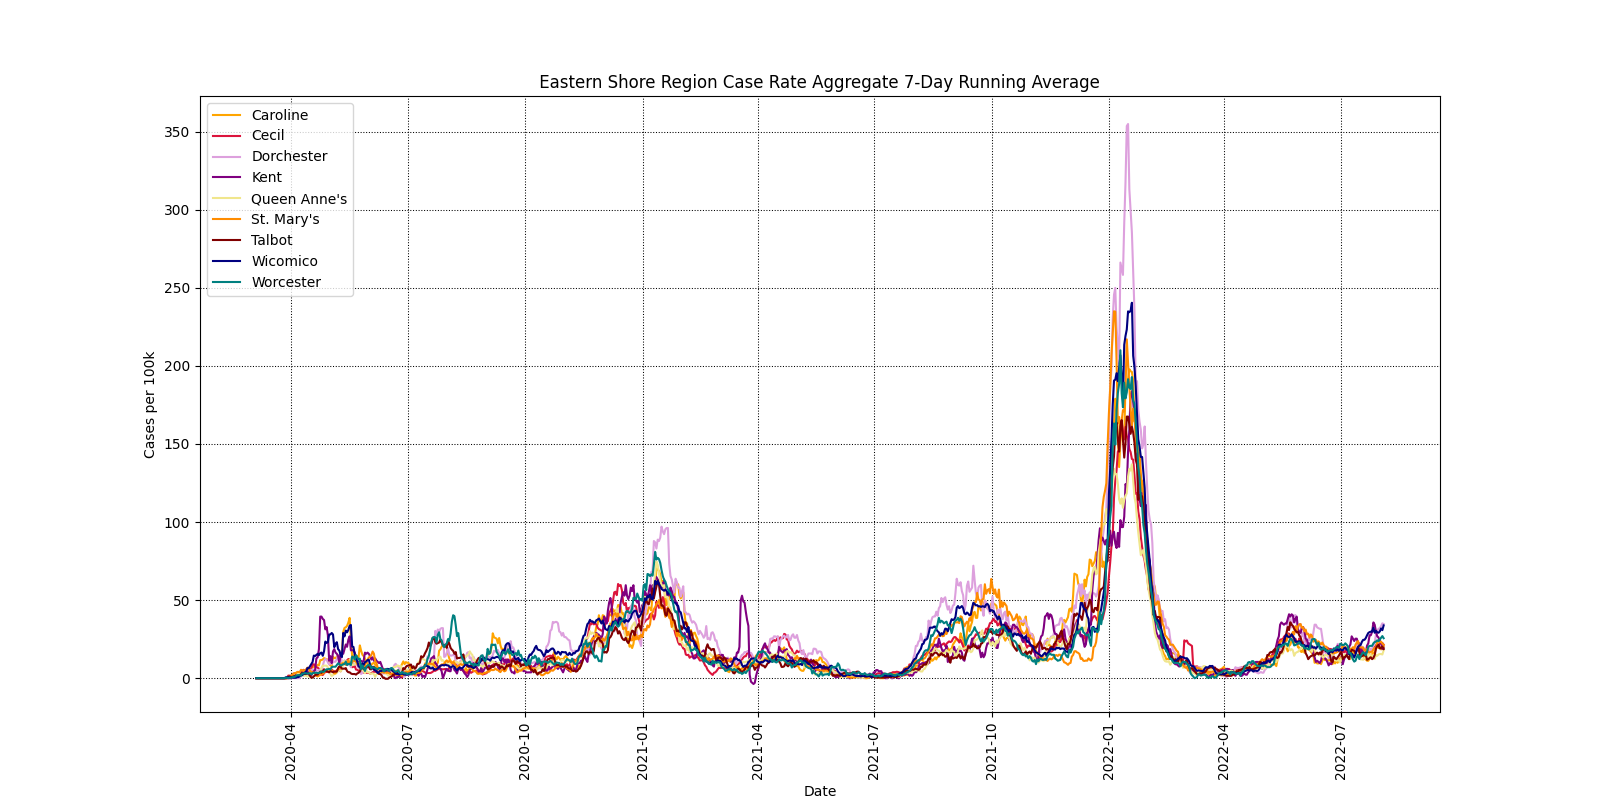 Eastern Shore Region Case Rate Aggregate 7-Day Running Average
Caroline
Cecil
Dorchester
Kent
Queen Anne's
St. Mary's
Talbot
Wicomico
Worcester
350
300
250
200
150
100
50
0
Cases per 100k
2020-04
2020-07
2020-10
2021-01
2021-04
2021-07
2021-10
2022-01
2022-04
2022-07
Date